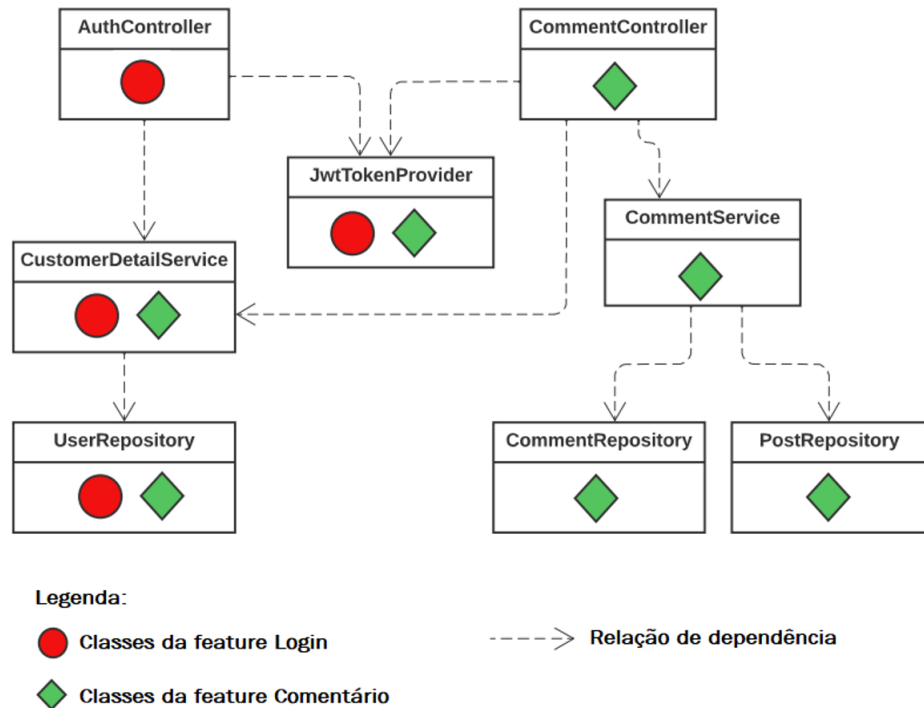 AuthController
CommentController
JwtTokenProvider
CommentService
CustomerDetailService
UserRepository
CommentRepository
PostRepository
Legenda:
Classes da feature Login
Relação de dependência
Classes da feature Comentário